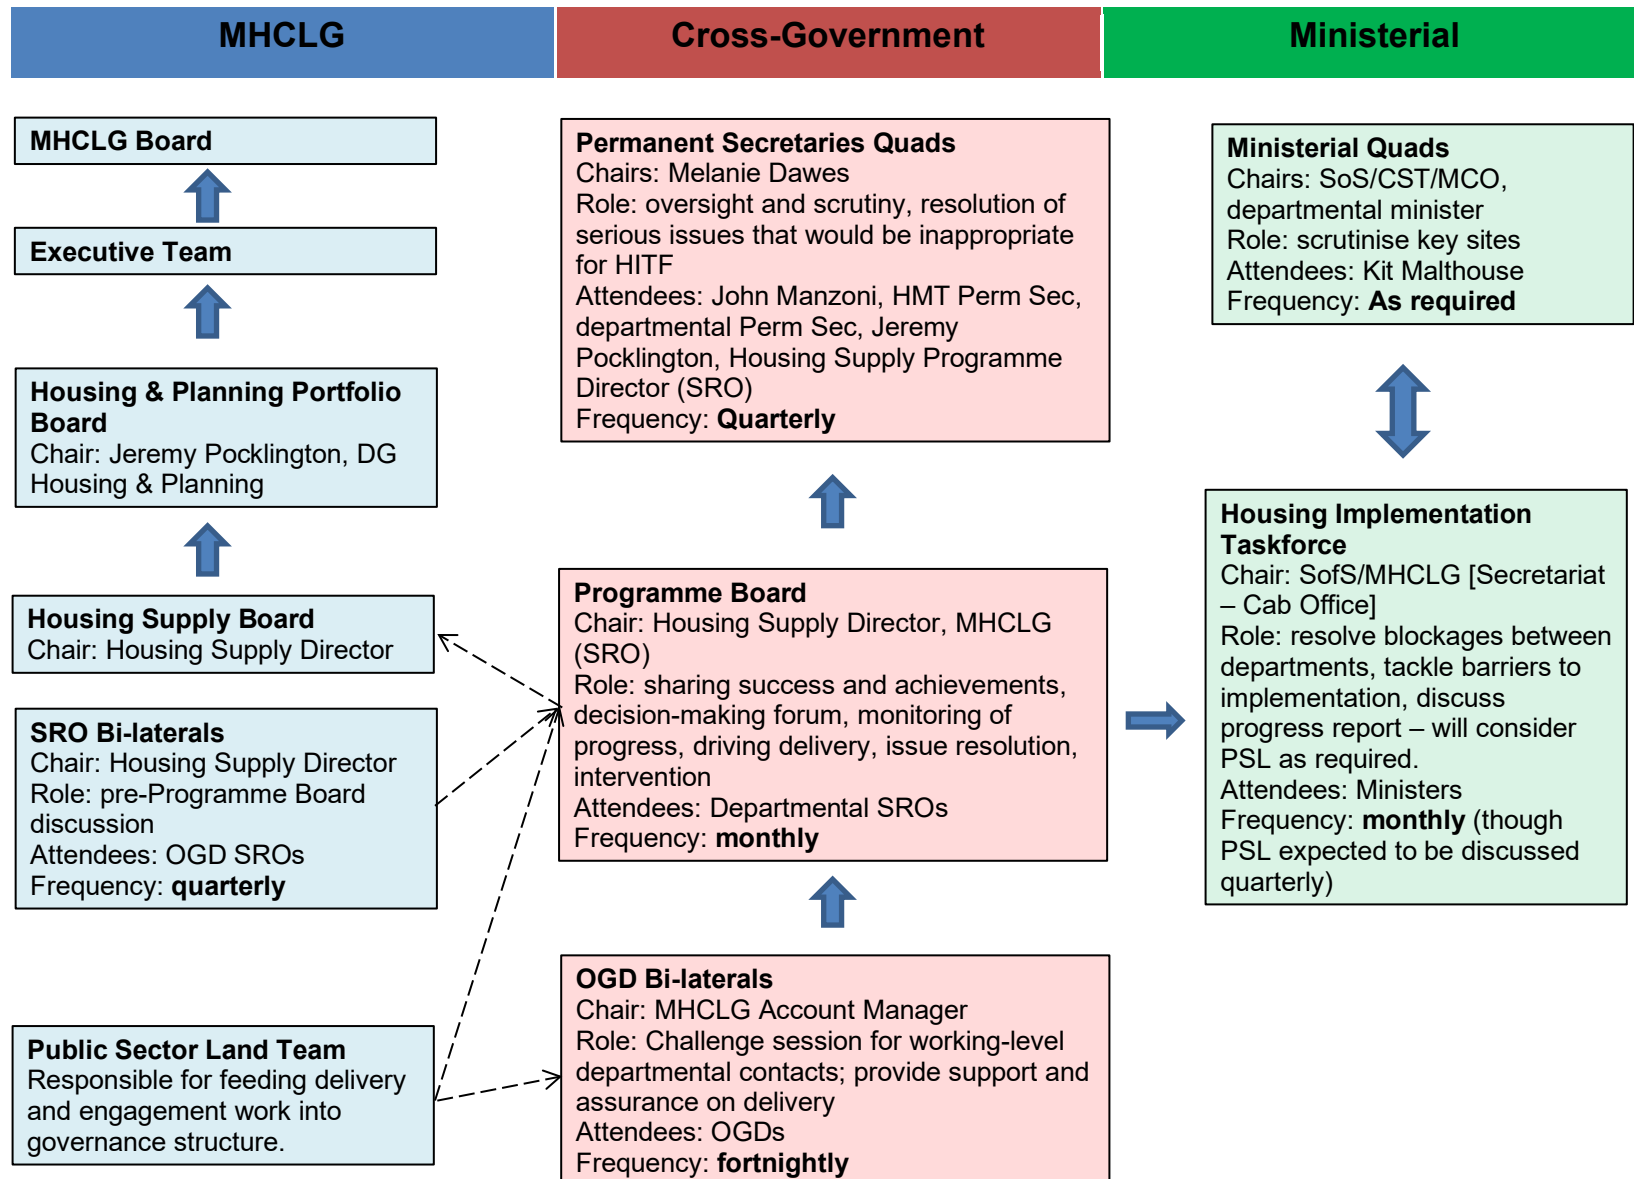 MHCLG
Cross-Government
Ministerial
MHCLG Board
Executive Team
Housing & Planning Portfolio
Board
Chair: Jeremy Pocklington, DG
Housing & Planning
Housing Supply Board
Chair: Housing Supply Director
SRO Bi-laterals
Chair: Housing Supply Director
Role: pre-Programme Board
discussion
Attendees: OGD SROs
Frequency: quarterly
Public Sector Land Team
Responsible for feeding delivery
and engagement work into
governance structure.
Permanent Secretaries Quads
Chairs: Melanie Dawes
Role: oversight and scrutiny, resolution of
serious issues that would be inappropriate
for HITF
Attendees: John Manzoni, HMT Perm Sec,
departmental Perm Sec, Jeremy
Pocklington, Housing Supply Programme
Director (SRO)
Frequency: Quarterly
Programme Board
Chair: Housing Supply Director, MHCLG
(SRO)
Role: sharing success and achievements,
decision-making forum, monitoring of
progress, driving delivery, issue resolution,
intervention
Attendees: Departmental SROs
Frequency: monthly
OGD Bi-laterals
Chair: MHCLG Account Manager
Role: Challenge session for working-level
departmental contacts; provide support and
assurance on delivery
Attendees: OGDs
Frequency: fortnightly
Ministerial Quads
Chairs: SoS/CST/MCO,
departmental minister
Role: scrutinise key sites
Attendees: Kit Malthouse
Frequency: As required
Housing Implementation
Taskforce
Chair: SofS/MHCLG [Secretariat
– Cab Office]
Role: resolve blockages between
departments, tackle barriers to
implementation, discuss
progress report – will consider
PSL as required.
Attendees: Ministers
Frequency: monthly (though
PSL expected to be discussed
quarterly)